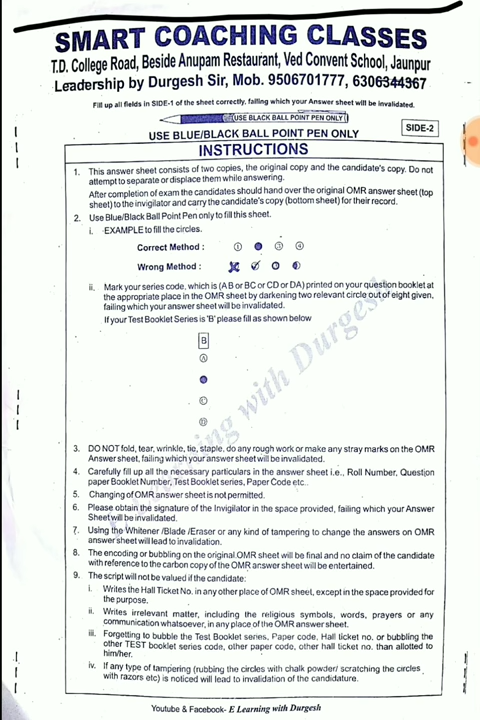 SMART COACHING CLASSES
T.D. College Road, Beside Anupam Restaurant, Ved Convent School, Jaunpur
Leadership by Durgesh Sir, Mob. 9506701777, 6306344367
Fill up all fields in SIDE-1 of the sheet correctly, failing which your Answer sheet will be invalidated.
USE BLACK BALL POINT PEN ONLY
SIDE-2
USE BLUE/BLACK BALL POINT PEN ONLY
INSTRUCTIONS
1. This answer sheet consists of two copies, the original copy and the candidate's copy. Do not
attempt to separate or displace them while answering.
After completion of exam the candidates should hand over the original OMR answer sheet (top
sheet) to the invigilator and carry the candidate's copy (bottom sheet) for their record.
2. Use Blue/Black Ball Point Pen only to fill this sheet.
i. EXAMPLE to fill the circles.
Correct Method : 1 3 4
Wrong Method :
ii. Mark your series code, which is (AB or BC or CD or DA) printed on your question booklet at
the appropriate place in the OMR sheet by darkening two relevant circle out of eight given,
failing which your answer sheet will be invalidated.
If your Test Booklet Series is 'B' please fill as shown below
B
A
C
D
E Learning with Durgesh
3. DO NOT fold, tear, wrinkle, tie, staple, do any rough work or make any stray marks on the OMR
Answer sheet, failing which your answer sheet will be invalidated.
4. Carefully fill up all the necessary particulars in the answer sheet i.e., Roll Number, Question
paper Booklet Number, Test Booklet series, Paper Code etc..
5. Changing of OMR answer sheet is not permitted.
6. Please obtain the signature of the Invigilator in the space provided, failing which your Answer
Sheet will be invalidated.
7. Using the Whitener /Blade /Eraser or any kind of tampering to change the answers on OMR
answer sheet will lead to invalidation.
8. The encoding or bubbling on the original OMR sheet will be final and no claim of the candidate
with reference to the carbon copy of the OMR answer sheet will be entertained.
9. The script will not be valued if the candidate:
i. Writes the Hall Ticket No. in any other place of OMR sheet, except in the space provided for
the purpose.
ii. Writes irrelevant matter, including the religious symbols, words, prayers or any
communication whatsoever, in any place of the OMR answer sheet.
iii. Forgetting to bubble the Test Booklet series, Paper code, Hall ticket no. or bubbling the
other TEST booklet series code, other paper code, other hall ticket no. than allotted to
him/her.
iv. If any type of tampering (rubbing the circles with chalk powder/ scratching the circles
with razors etc) is noticed will lead to invalidation of the candidature.
Youtube & Facebook- E Learning with Durgesh